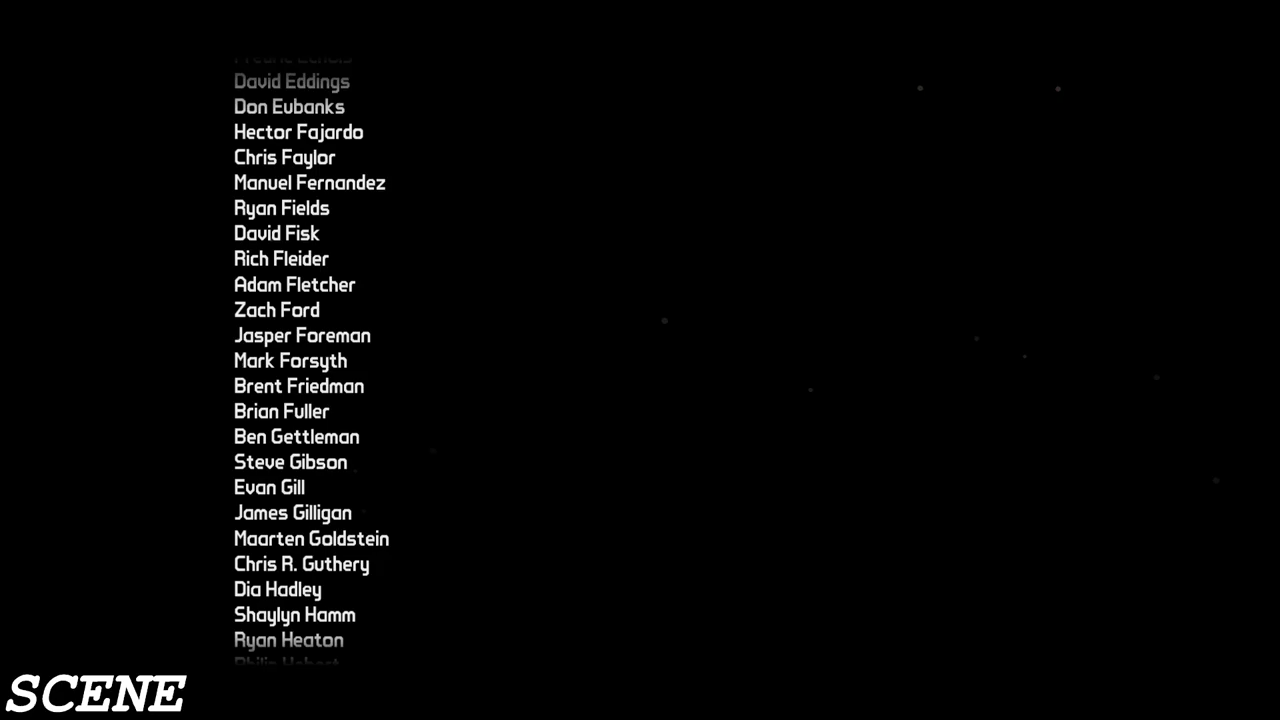 David Eddings
Don Eubanks
Hector Fajardo
Chris Faylor
Manuel Fernandez
Ryan Fields
David Fisk
Rich Fleider
Adam Fletcher
Zach Ford
Jasper Foreman
Mark Forsyth
Brent Friedman
Brian Fuller
Ben Gettleman
Steve Gibson
Evan Gill
James Gilligan
Maarten Goldstein
Chris R. Guthery
Dia Hadley
Shaylyn Hamm
Ryan Heaton
SCENE